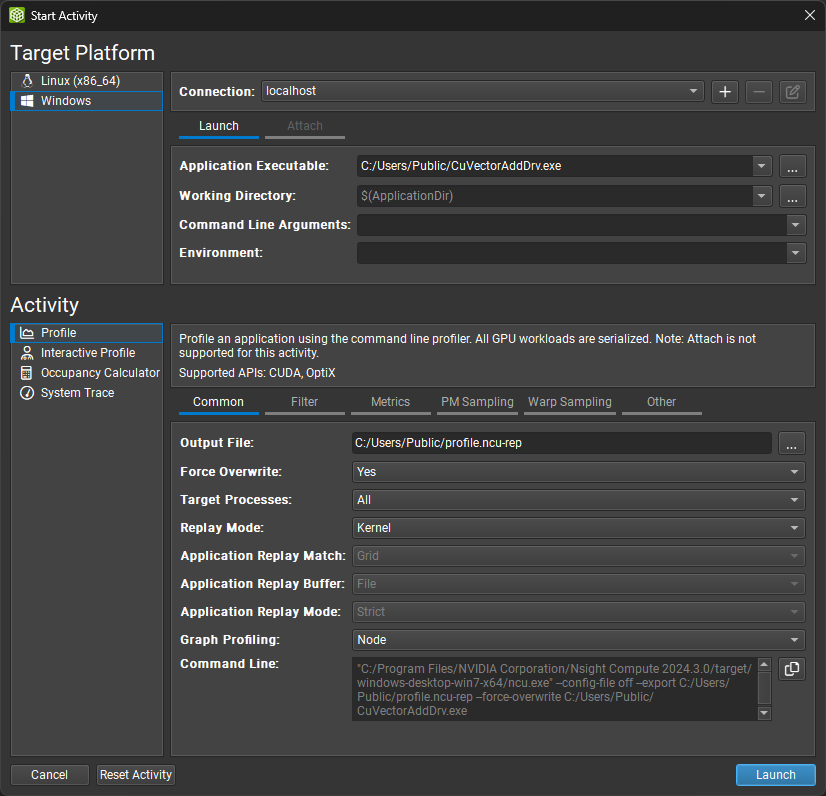 Start Activity
Target Platform
Linux (x86_64)
Windows
Connection: localhost
Launch Attach
Application Executable: C:/Users/Public/CuVectorAddDrv.exe ...
Working Directory: $(ApplicationDir) ...
Command Line Arguments:
Environment:
Activity
Profile
Interactive Profile
Occupancy Calculator
System Trace
Profile an application using the command line profiler. All GPU workloads are serialized. Note: Attach is not
supported for this activity.
Supported APIs: CUDA, OptiX
Common Filter Metrics PM Sampling Warp Sampling Other
Output File: C:/Users/Public/profile.ncu-rep ...
Force Overwrite: Yes
Target Processes: All
Replay Mode: Kernel
Application Replay Match: Grid
Application Replay Buffer: File
Application Replay Mode: Strict
Graph Profiling: Node
Command Line: "C:/Program Files/NVIDIA Corporation/Nsight Compute 2024.3.0/target/
windows-desktop-win7-x64/ncu.exe" --config-file off --export C:/Users/
Public/profile.ncu-rep --force-overwrite C:/Users/Public/
CuVectorAddDrv.exe
Cancel Reset Activity Launch